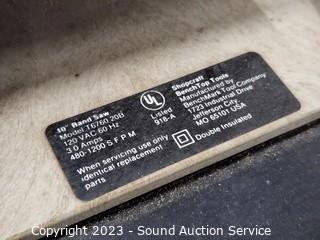 10" Band Saw
Model T6760.20B
120 VAC 60 Hz
3.0 Amps
480-1200 S F P M
When servicing use only
identical replacement
parts
UL
Listed
918-A
Shopcraft
BenchTop Tools
Manufactured by
BenchMark Tool Company
1723 Industrial Drive
Jefferson City
MO 65101 USA
Double Insulated
Copyright © 2023 - Sound Auction Service